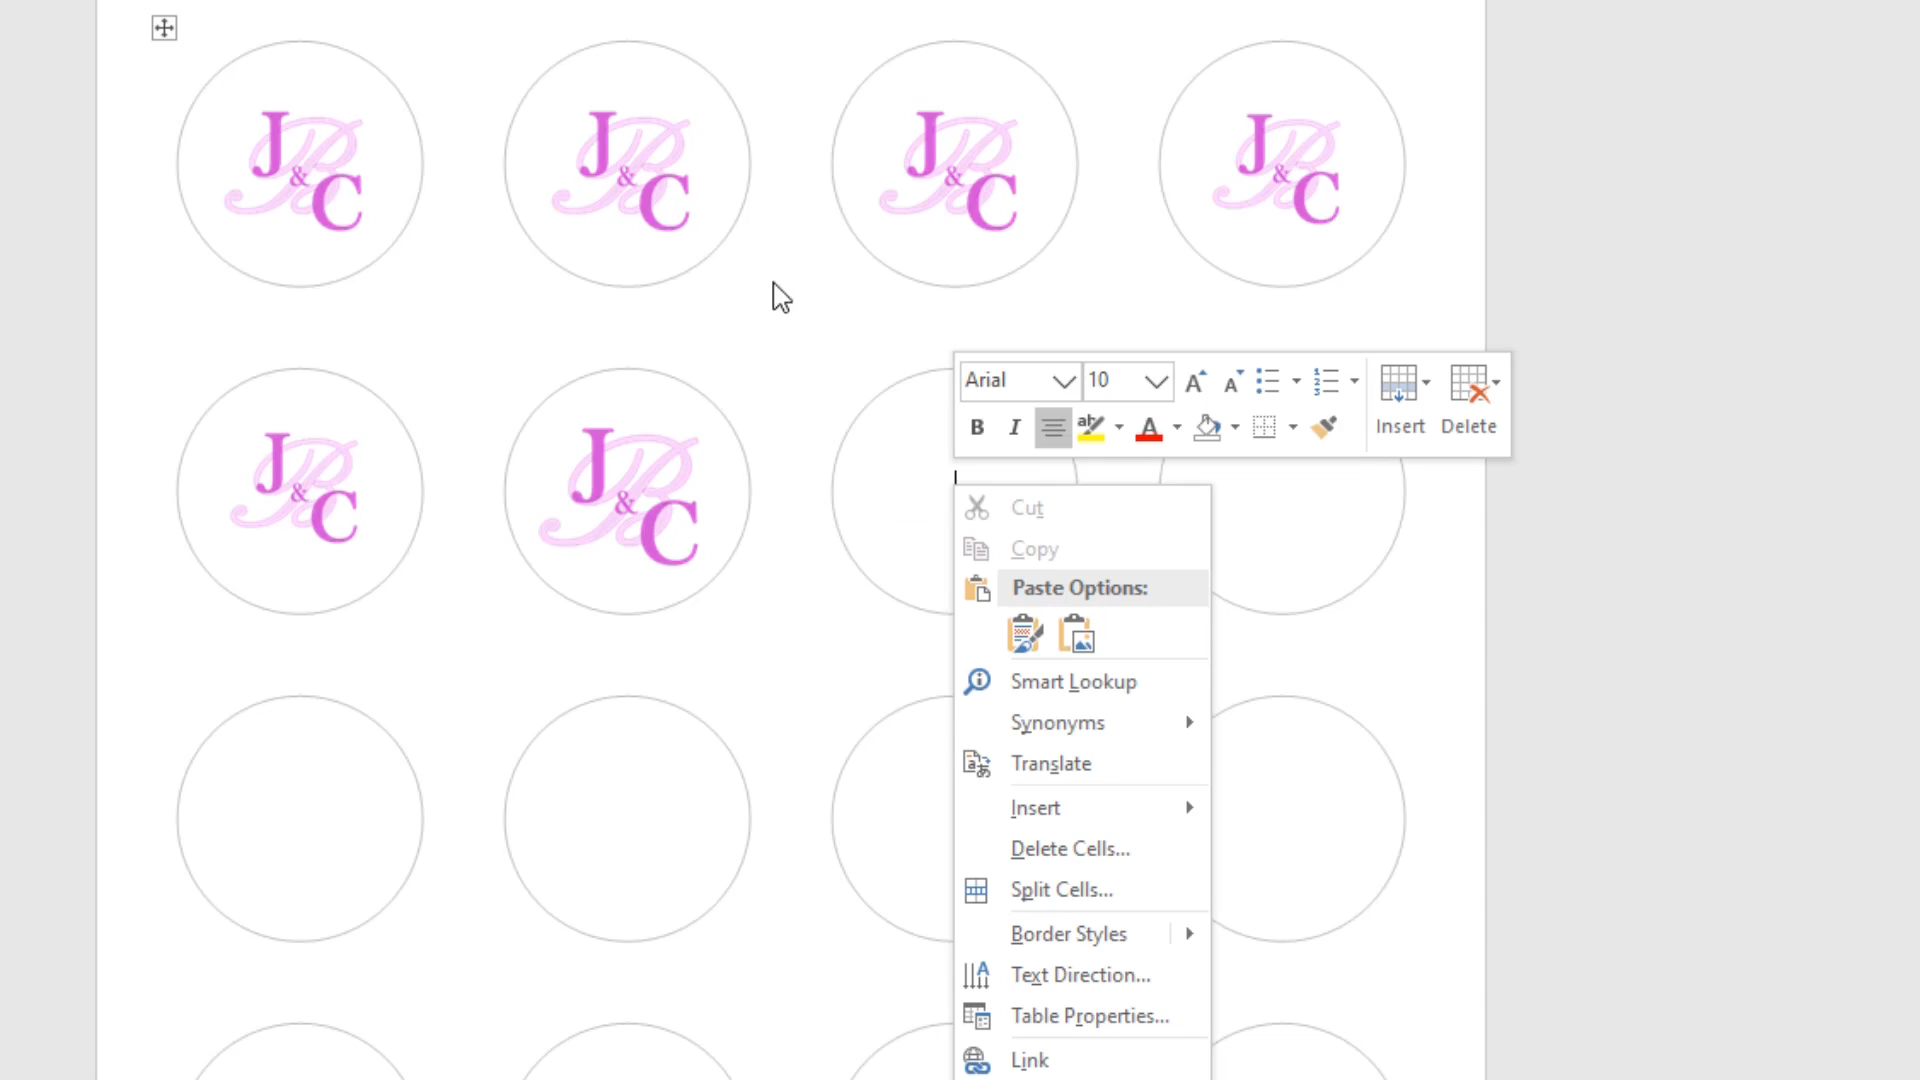 J B & C
J B & C
J B & C
J B & C
Arial 10
B I ab A
Insert Delete
J B & C
J B & C
Cut
Copy
Paste Options:
Smart Lookup
Synonyms
Translate
Insert
Delete Cells...
Split Cells...
Border Styles
Text Direction...
Table Properties...
Link